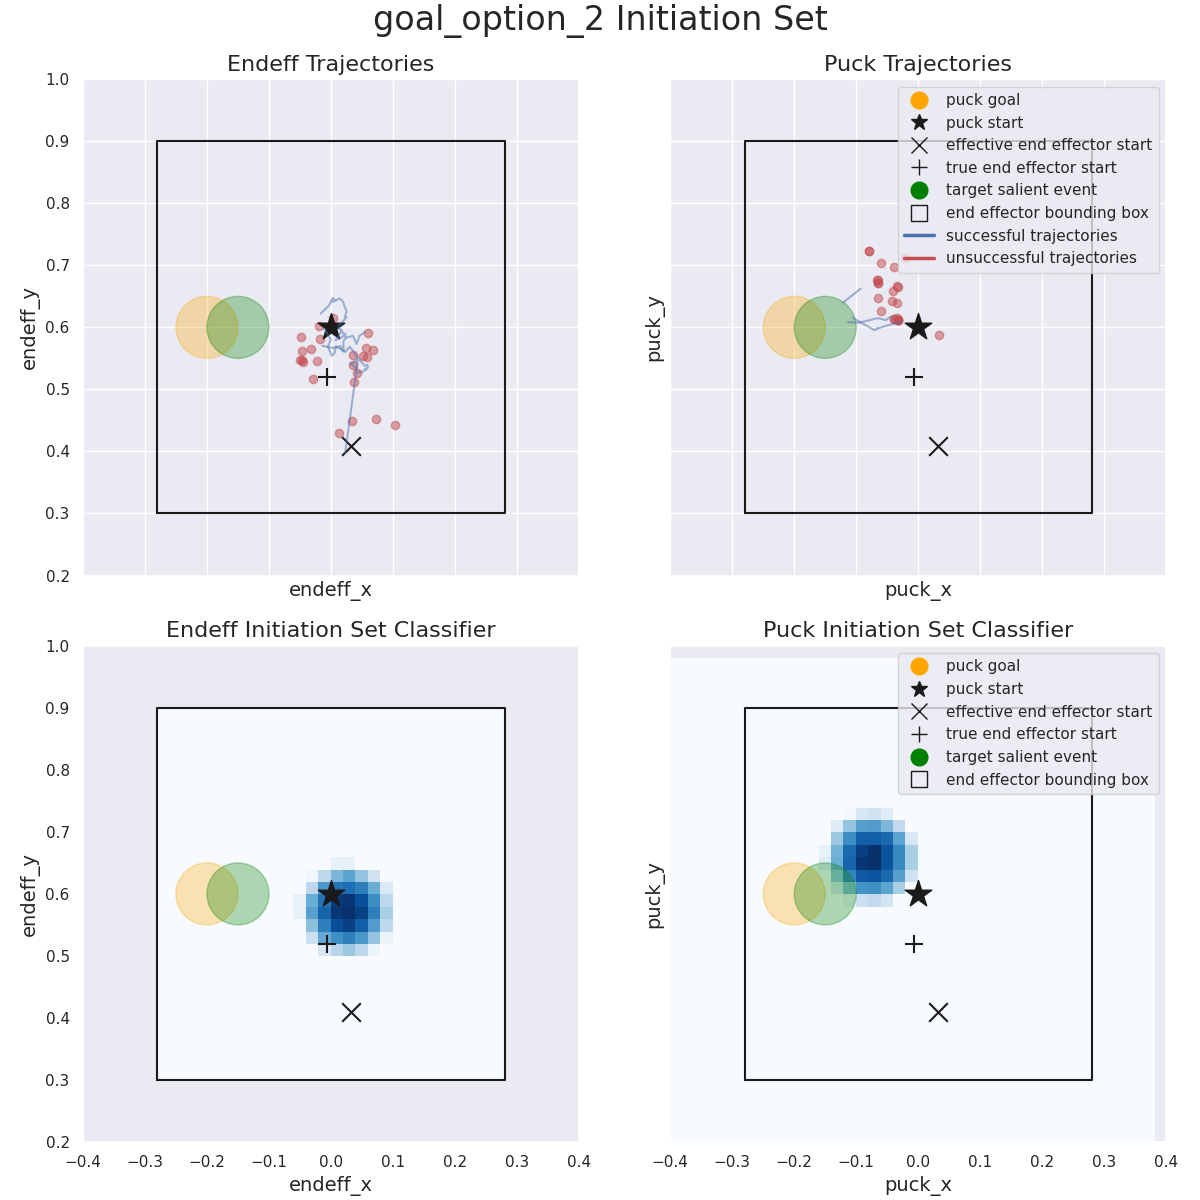 goal_option_2 Initiation Set
Endeff Trajectories
1.0
0.9
0.8
0.7
0.6
0.5
0.4
0.3
0.2
endeff_y
endeff_x
Puck Trajectories
puck goal
puck start
effective end effector start
true end effector start
target salient event
end effector bounding box
successful trajectories
unsuccessful trajectories
puck_y
puck_x
Endeff Initiation Set Classifier
1.0
0.9
0.8
0.7
0.6
0.5
0.4
0.3
0.2
endeff_y
−0.4 −0.3 −0.2 −0.1 0.0 0.1 0.2 0.3 0.4
endeff_x
Puck Initiation Set Classifier
puck goal
puck start
effective end effector start
true end effector start
target salient event
end effector bounding box
puck_y
−0.4 −0.3 −0.2 −0.1 0.0 0.1 0.2 0.3 0.4
puck_x